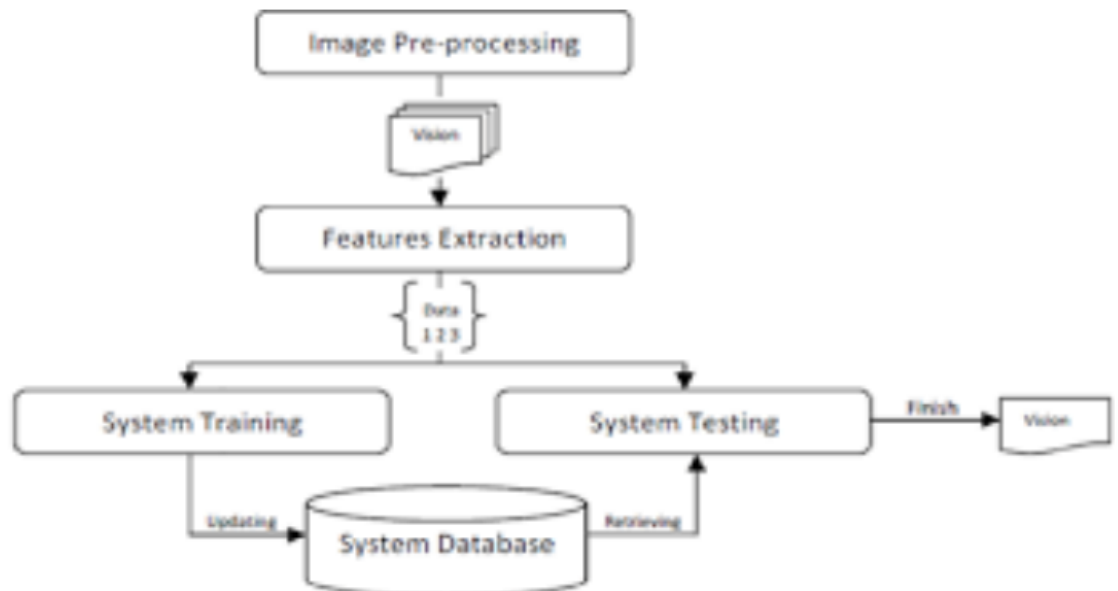 Image Pre-processing
Vision
Features Extraction
Data
1 2 3
System Training
System Testing
Finish
Vision
Updating
System Database
Retrieving